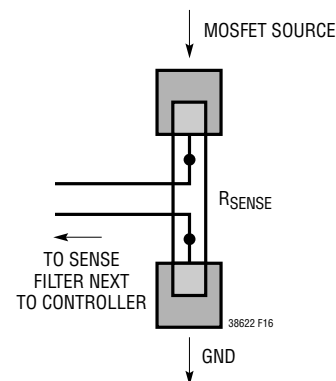 MOSFET SOURCE
RSENSE
TO SENSE
FILTER NEXT
TO CONTROLLER
38622 F16
GND